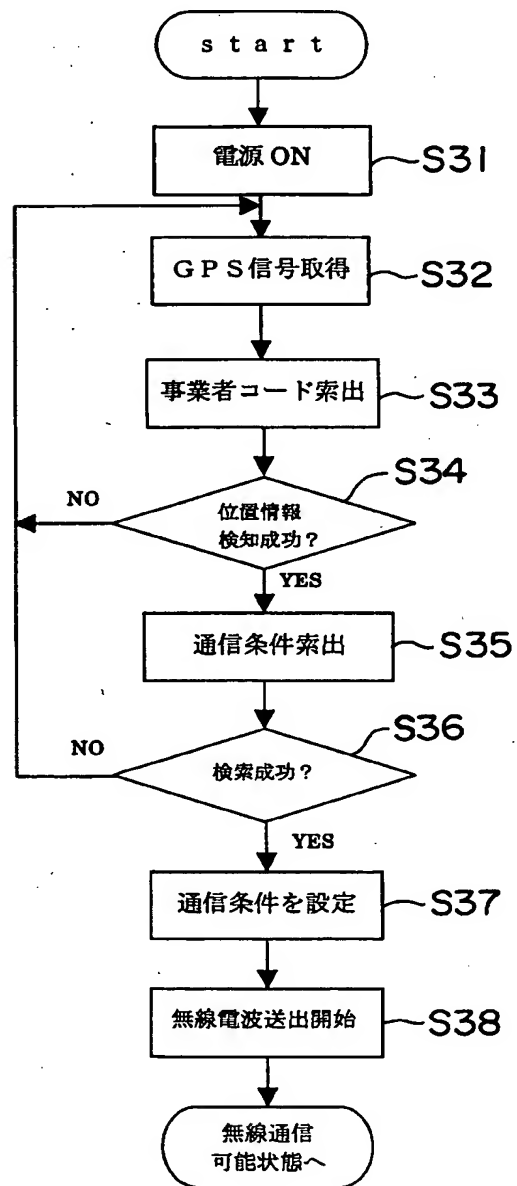 start
電源 ON
S31
GPS信号取得
S32
事業者コード索出
S33
S34
NO
位置情報
検知成功?
YES
通信条件索出
S35
S36
NO
検索成功?
YES
通信条件を設定
S37
無線電波送出開始
S38
無線通信
可能状態へ